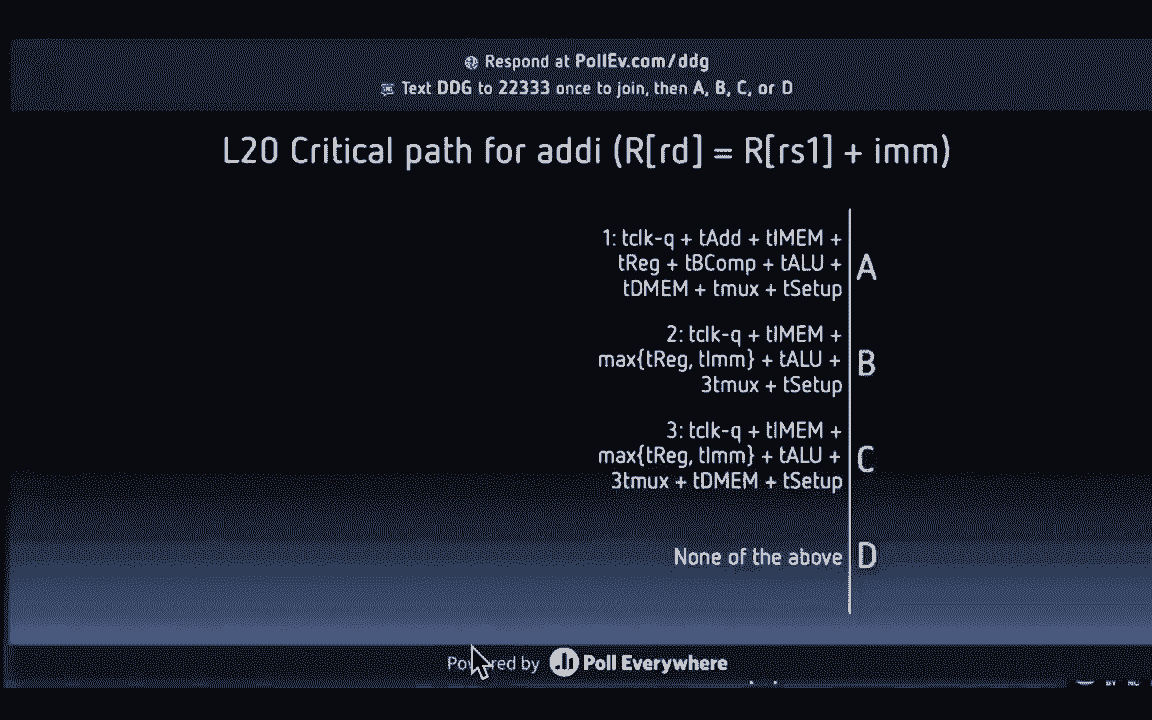 Respond at PollEv.com/ddg
Text DDG to 22333 once to join, then A, B, C, or D
L20 Critical path for addi (R[rd] = R[rs1] + imm)
1: tclk-q + tAdd + tIMEM +
tReg + tBComp + tALU +
tDMEM + tmux + tSetup
A
2: tclk-q + tIMEM +
max{tReg, tImm} + tALU +
3tmux + tSetup
B
3: tclk-q + tIMEM +
max{tReg, tImm} + tALU +
3tmux + tDMEM + tSetup
C
None of the above
D
Powered by Poll Everywhere
BY NC